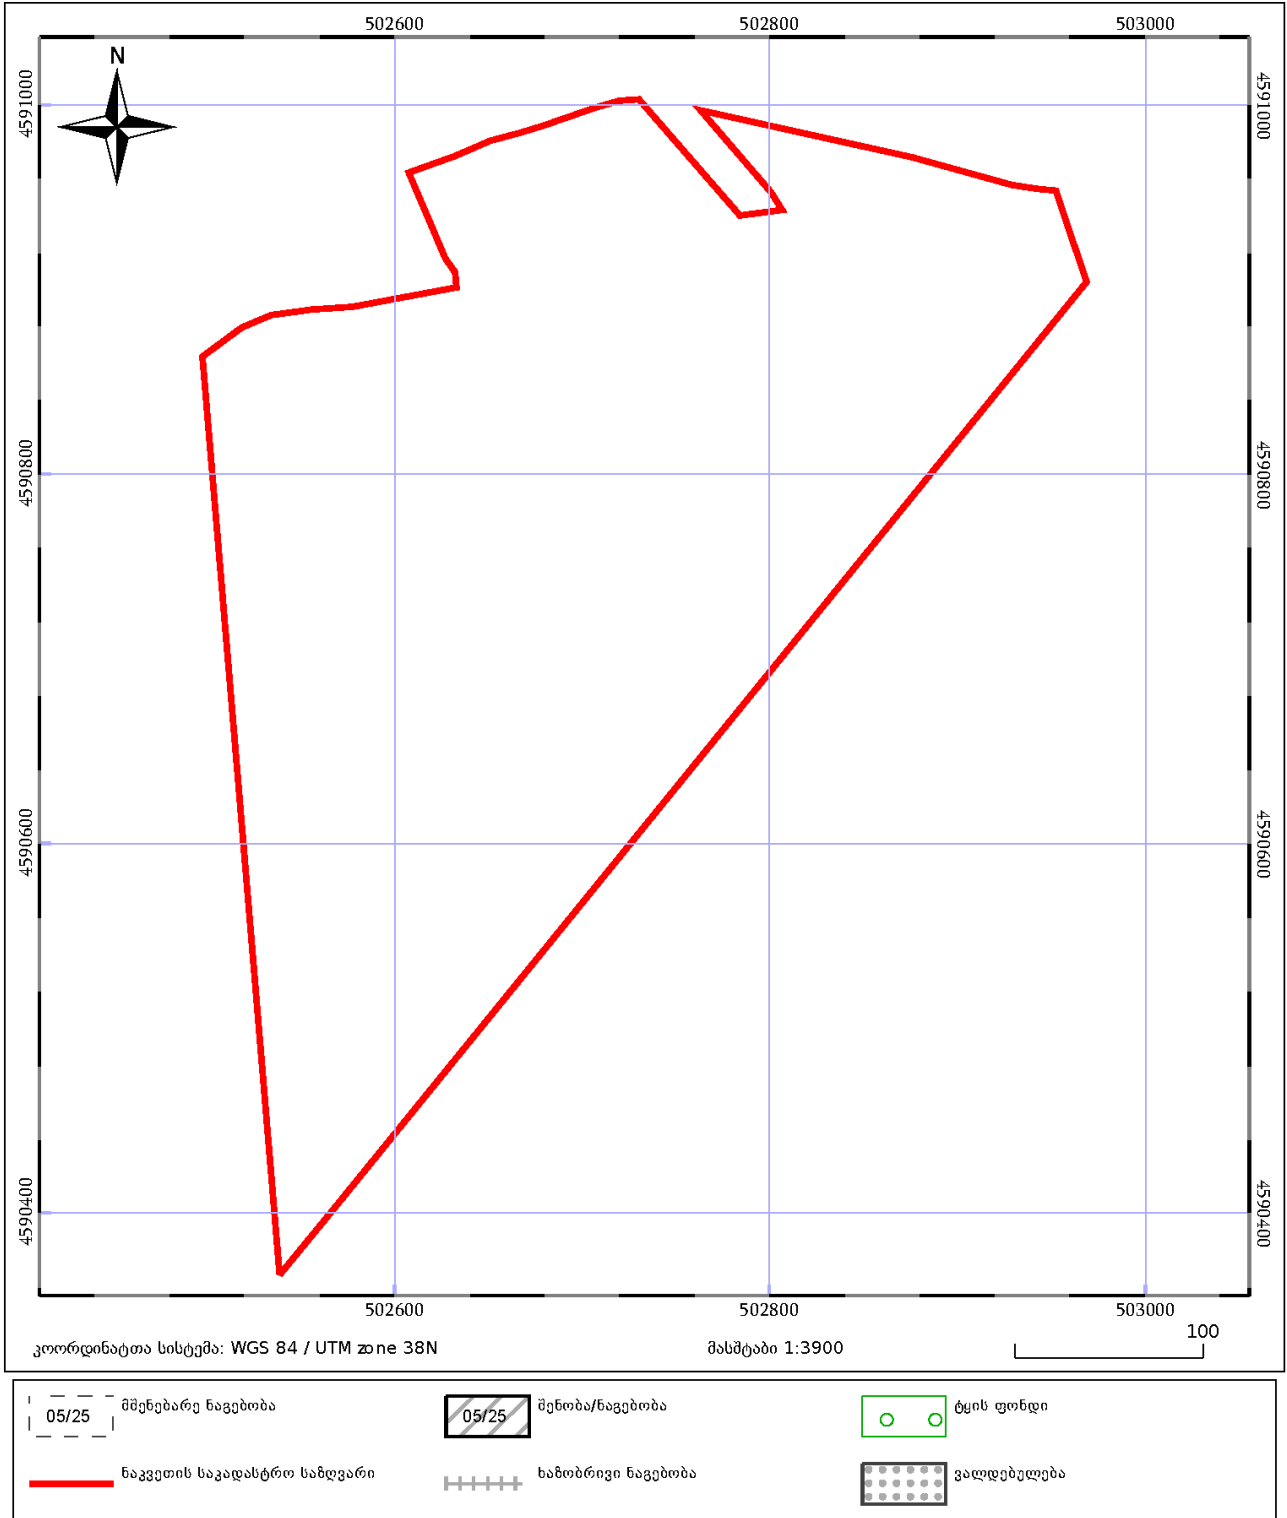 502600 502800 503000
N
4591000 4591000
4590800 4590800
4590600 4590600
4590400 4590400
502600 502800 503000
100
კოორდინატთა სისტემა: WGS 84 / UTM zone 38N მასშტაბი 1:3900
05/25 მშენებარე ნაგებობა 05/25 შენობა/ნაგებობა ტყის ფონდი
ნაკვეთის საკადასტრო საზღვარი ხაზობრივი ნაგებობა ვალდებულება